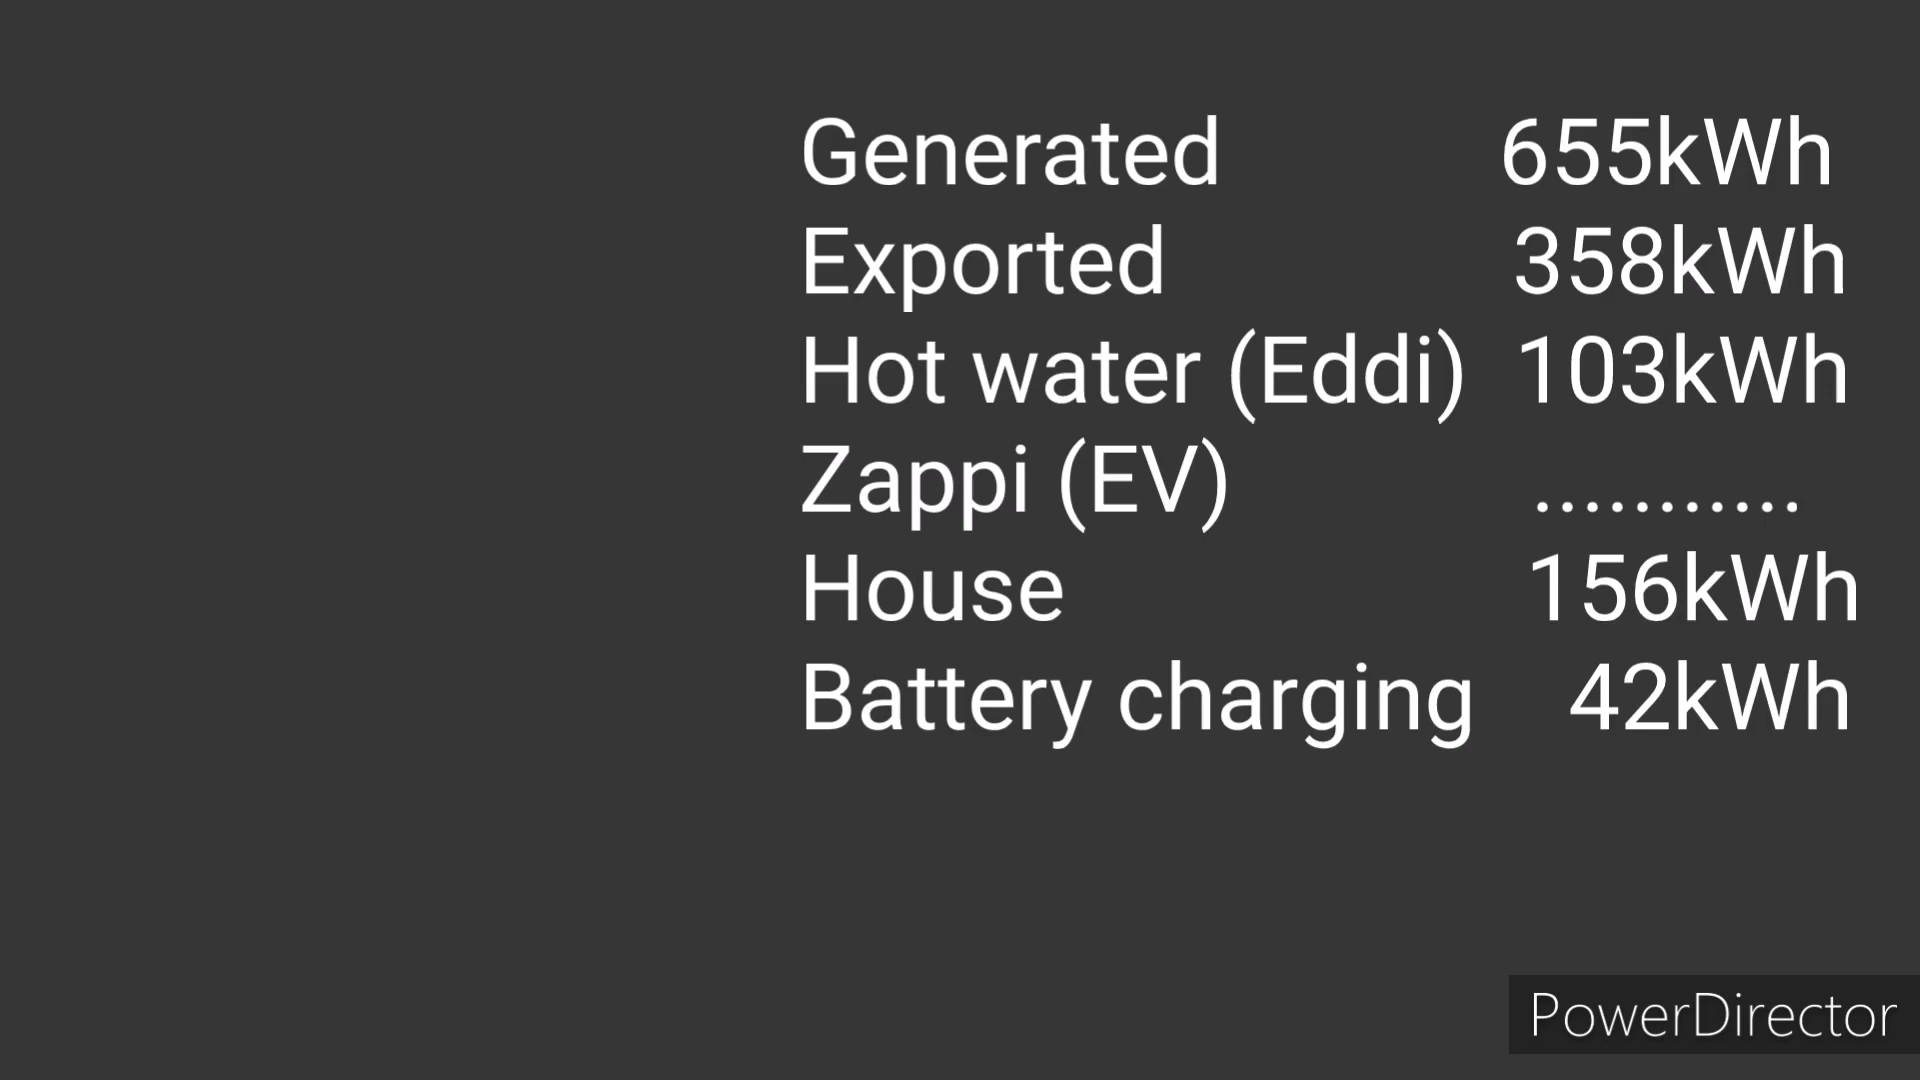 Generated 655kWh
Exported 358kWh
Hot water (Eddi) 103kWh
Zappi (EV) ...........
House 156kWh
Battery charging 42kWh
PowerDirector